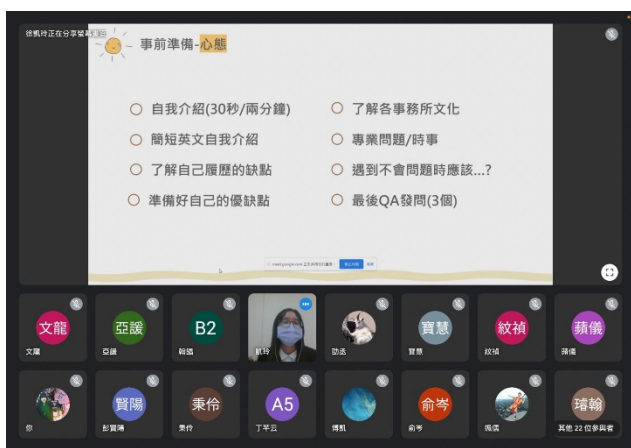 徐凱玲正在分享螢幕畫面
事前準備-心態
自我介紹(30秒/兩分鐘)
簡短英文自我介紹
了解自己履歷的缺點
準備好自己的優缺點
了解各事務所文化
專業問題/時事
遇到不會問題時應該...?
最後QA發問(3個)
文龍
亞諼
B2
寶慧
紋禎
蘋儀
文龍
亞諼
凱玲
寶慧
紋禎
蘋儀
賢陽
秉伶
A5
俞岑
璿翰
你
彭賢陽
秉伶
丁芊云
博凱
俞岑
其他 22 位參與者